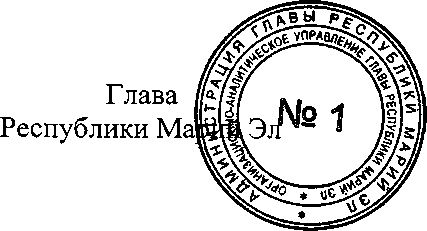 Глава
Республики Марий Эл
АДМИНИСТРАЦИЯ ГЛАВЫ РЕСПУБЛИКИ МАРИЙ ЭЛ *
ОРГАНИЗАЦИОННО-АНАЛИТИЧЕСКОЕ УПРАВЛЕНИЕ ГЛАВЫ РЕСПУБЛИКИ МАРИЙ ЭЛ *
№ 1